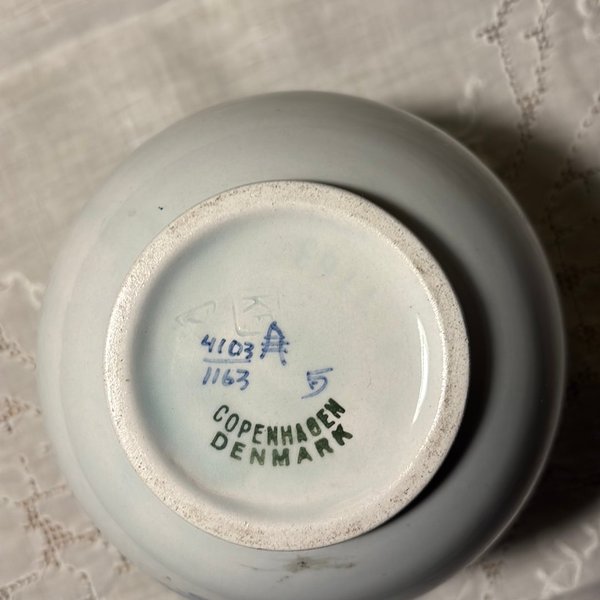 4103 A
1163 5
COPENHAGEN
DENMARK